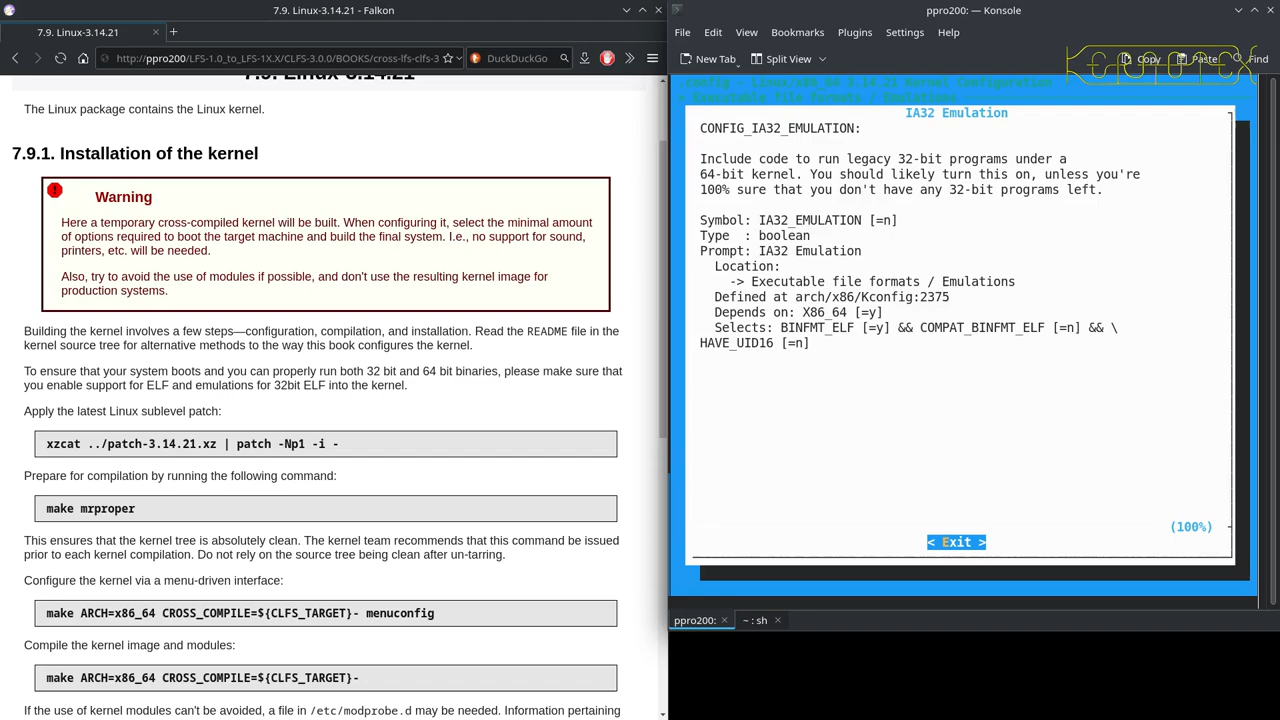 7.9. Linux-3.14.21 - Falkon
7.9. Linux-3.14.21
http://ppro200/LFS-1.0_to_LFS-1X.X/CLFS-3.0.0/BOOKS/cross-lfs-clfs-3
DuckDuckGo
7.9. Linux-3.14.21
The Linux package contains the Linux kernel.
7.9.1. Installation of the kernel
Warning
Here a temporary cross-compiled kernel will be built. When configuring it, select the minimal amount
of options required to boot the target machine and build the final system. I.e., no support for sound,
printers, etc. will be needed.
Also, try to avoid the use of modules if possible, and don't use the resulting kernel image for
production systems.
Building the kernel involves a few steps—configuration, compilation, and installation. Read the README file in the
kernel source tree for alternative methods to the way this book configures the kernel.
To ensure that your system boots and you can properly run both 32 bit and 64 bit binaries, please make sure that
you enable support for ELF and emulations for 32bit ELF into the kernel.
Apply the latest Linux sublevel patch:
xzcat ../patch-3.14.21.xz | patch -Np1 -i -
Prepare for compilation by running the following command:
make mrproper
This ensures that the kernel tree is absolutely clean. The kernel team recommends that this command be issued
prior to each kernel compilation. Do not rely on the source tree being clean after un-tarring.
Configure the kernel via a menu-driven interface:
make ARCH=x86_64 CROSS_COMPILE=${CLFS_TARGET}- menuconfig
Compile the kernel image and modules:
make ARCH=x86_64 CROSS_COMPILE=${CLFS_TARGET}-
If the use of kernel modules can't be avoided, a file in /etc/modprobe.d may be needed. Information pertaining
ppro200: — Konsole
File Edit View Bookmarks Plugins Settings Help
New Tab Split View Copy Paste Find
.config - Linux/x86_64 3.14.21 Kernel Configuration
Executable file formats / Emulations
IA32 Emulation
CONFIG_IA32_EMULATION:
Include code to run legacy 32-bit programs under a
64-bit kernel. You should likely turn this on, unless you're
100% sure that you don't have any 32-bit programs left.
Symbol: IA32_EMULATION [=n]
Type : boolean
Prompt: IA32 Emulation
Location:
-> Executable file formats / Emulations
Defined at arch/x86/Kconfig:2375
Depends on: X86_64 [=y]
Selects: BINFMT_ELF [=y] && COMPAT_BINFMT_ELF [=n] && \
HAVE_UID16 [=n]
(100%)
< Exit >
ppro200:
~ : sh